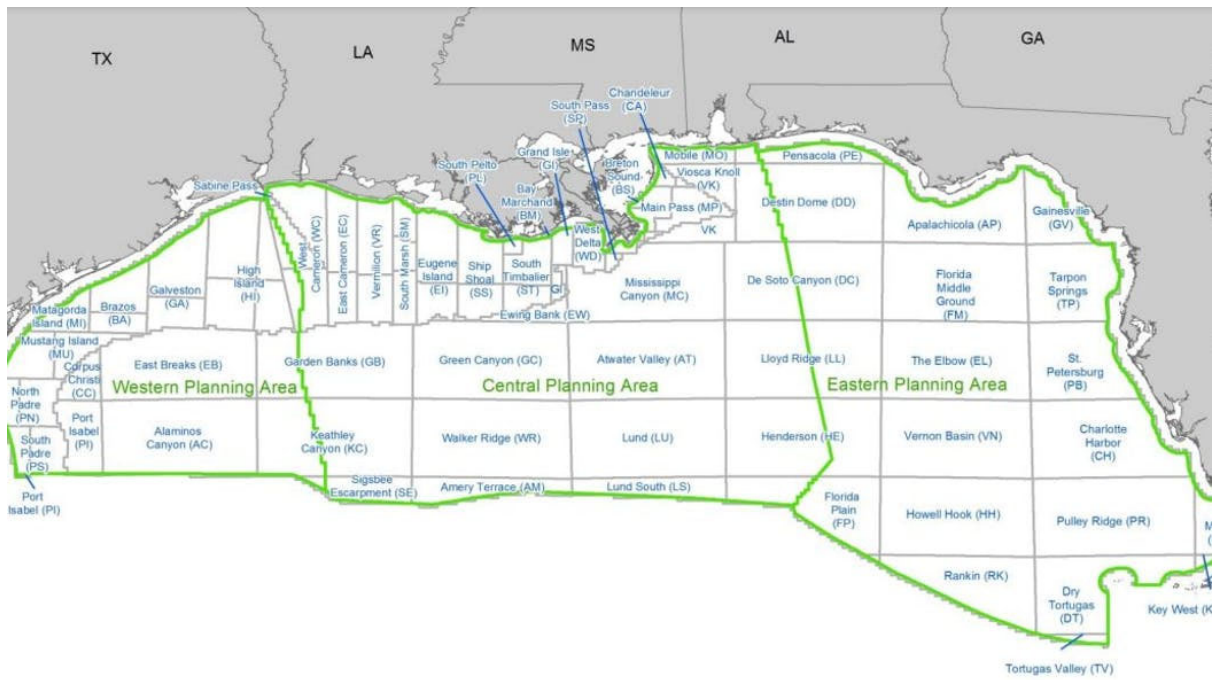 TX
LA
MS
AL
GA
Chandeleur
(CA)
South Pass
(SP)
Grand Isle
(GI)
South Pelto
(PL)
Bay
Marchand
(BM)
Breton
Sound
(BS)
Sabine Pass
Mobile (MO)
Viosca Knoll
(VK)
Main Pass (MP)
VK
Pensacola (PE)
Destin Dome (DD)
Apalachicola (AP)
Gainesville
(GV)
West
Cameron (WC)
East Cameron (EC)
Vermilion (VR)
South Marsh (SM)
Eugene
Island
(EI)
Ship
Shoal
(SS)
South
Timbalier
(ST)
GI
West
Delta
(WD)
Ewing Bank (EW)
Mississippi
Canyon (MC)
De Soto Canyon (DC)
Florida
Middle
Ground
(FM)
Tarpon
Springs
(TP)
High
Island
(HI)
Galveston
(GA)
Brazos
(BA)
Matagorda
Island (MI)
Mustang Island
(MU)
Corpus
Christi
(CC)
East Breaks (EB)
Garden Banks (GB)
Green Canyon (GC)
Atwater Valley (AT)
Lloyd Ridge (LL)
The Elbow (EL)
St.
Petersburg
(PB)
Western Planning Area
Central Planning Area
Eastern Planning Area
North
Padre
(PN)
South
Padre
(PS)
Port
Isabel
(PI)
Port
Isabel (PI)
Alaminos
Canyon (AC)
Keathley
Canyon (KC)
Walker Ridge (WR)
Lund (LU)
Henderson (HE)
Vernon Basin (VN)
Charlotte
Harbor
(CH)
Sigsbee
Escarpment (SE)
Amery Terrace (AM)
Lund South (LS)
Florida
Plain
(FP)
Howell Hook (HH)
Pulley Ridge (PR)
Rankin (RK)
Dry
Tortugas
(DT)
Key West (K
Tortugas Valley (TV)